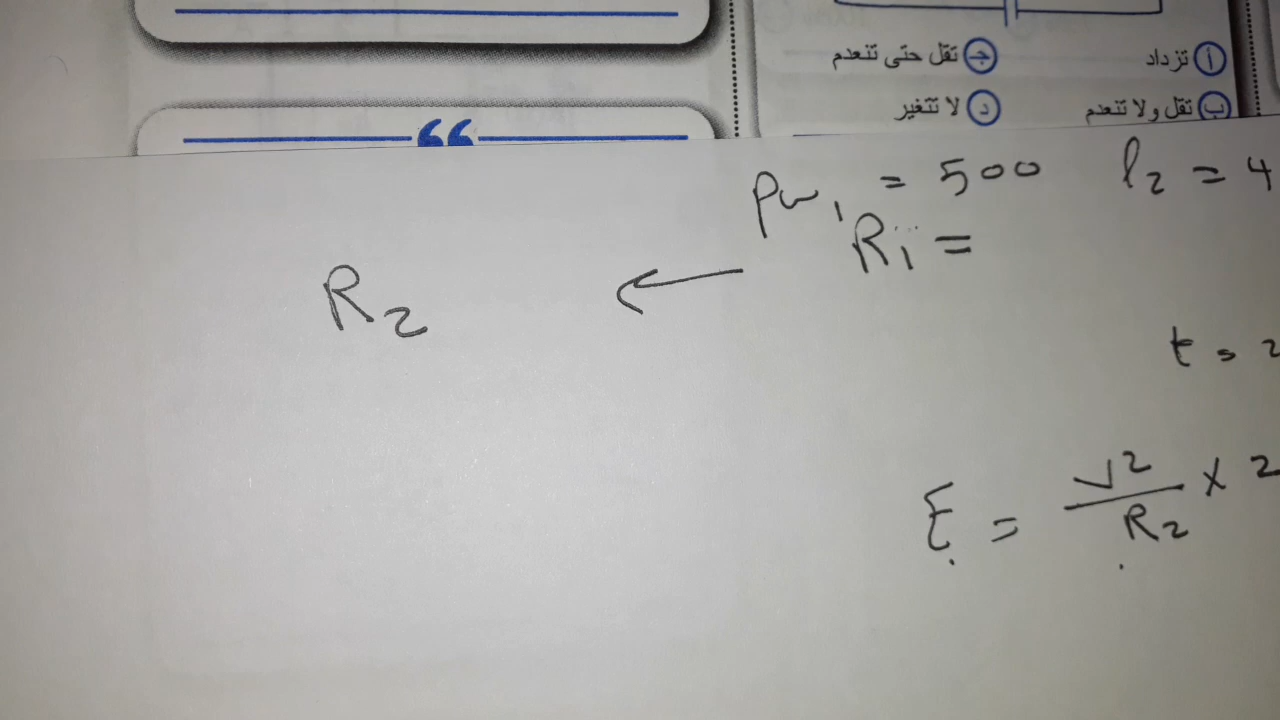 أ تزداد ج تقل حتى تنعدم
ب تقل ولا تنعدم د لا تتغير
Pw₁ = 500 l₂ = 4
R₁ =
R₂ ←
t = 2
E = V²/R₂ × 2